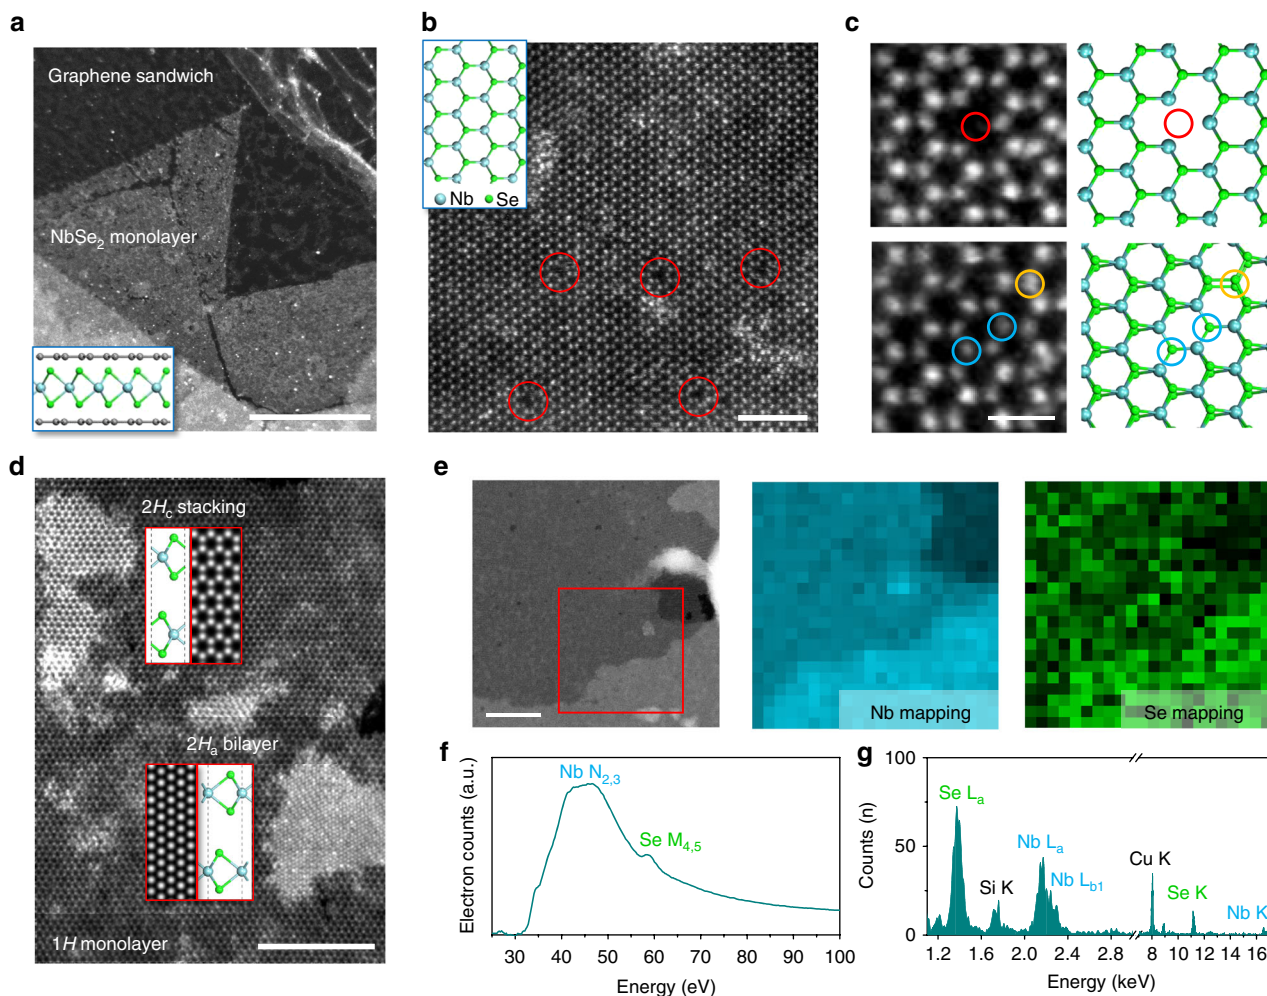 a
Graphene sandwich
NbSe2 monolayer
b
Nb Se
c
d
2Hc stacking
2Ha bilayer
1H monolayer
e
Nb mapping
Se mapping
f
Electron counts (a.u.)
Nb N2,3
Se M4,5
30 40 50 60 70 80 90 100
Energy (eV)
g
Counts (n)
100
50
0
Se La
Si K
Nb La
Nb Lb1
Cu K
Se K
Nb K
1.2 1.6 2.0 2.4 2.8 8 10 12 14 16
Energy (keV)